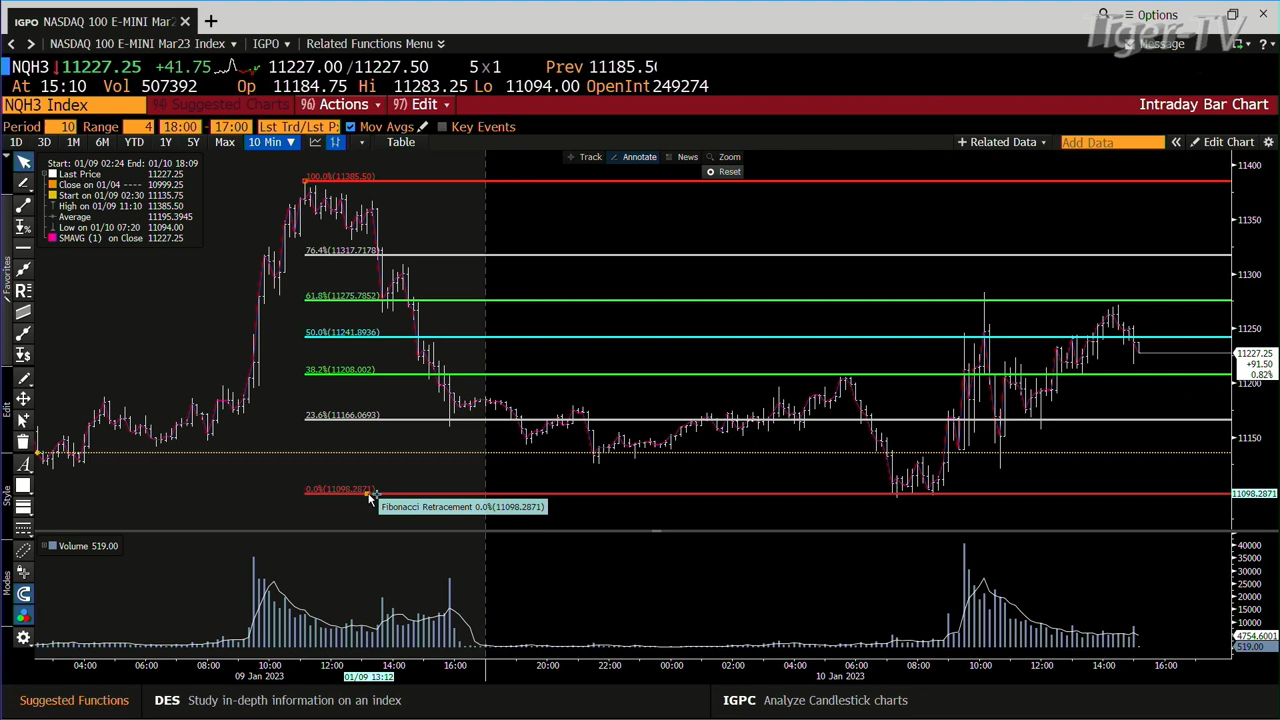 IGPO NASDAQ 100 E-MINI Mar2
Options
Tiger-TV
NASDAQ 100 E-MINI Mar23 Index IGPO Related Functions Menu
Message
NQH3 11227.25 +41.75 11227.00/11227.50 5x1 Prev 11185.50
At 15:10 Vol 507392 Op 11184.75 Hi 11283.25 Lo 11094.00 OpenInt 249274
NQH3 Index 94) Suggested Charts 96) Actions 97) Edit Intraday Bar Chart
Period 10 Range 4 18:00 - 17:00 Lst Trd/Lst P: Mov Avgs Key Events
1D 3D 1M 6M YTD 1Y 5Y Max 10 Min Table + Related Data Add Data Edit Chart
Track Annotate News Zoom
Reset
Start: 01/09 02:24 End: 01/10 18:09
Last Price 11227.25
Close on 01/04 ---- 10999.25
Start on 01/09 02:30 11135.75
High on 01/09 11:10 11385.50
Average 11195.3945
Low on 01/10 07:20 11094.00
SMAVG (1) on Close 11227.25
100.0%(11385.50)
76.4%(11317.7178)
61.8%(11275.7852)
50.0%(11241.8936)
38.2%(11208.002)
23.6%(11166.0693)
0.0%(11098.2871)
Fibonacci Retracement 0.0%(11098.2871)
11400
11350
11300
11250
11227.25
+91.50
0.82%
11200
11150
11098.2871
Favorites
Edit
Style
Modes
Volume 519.00
40000
35000
30000
25000
20000
15000
10000
4754.6001
519.00
04:00 06:00 08:00 10:00 12:00 14:00 16:00 20:00 22:00 00:00 02:00 04:00 06:00 08:00 10:00 12:00 14:00 16:00
09 Jan 2023 01/09 13:12 10 Jan 2023
Suggested Functions DES Study in-depth information on an index IGPC Analyze Candlestick charts